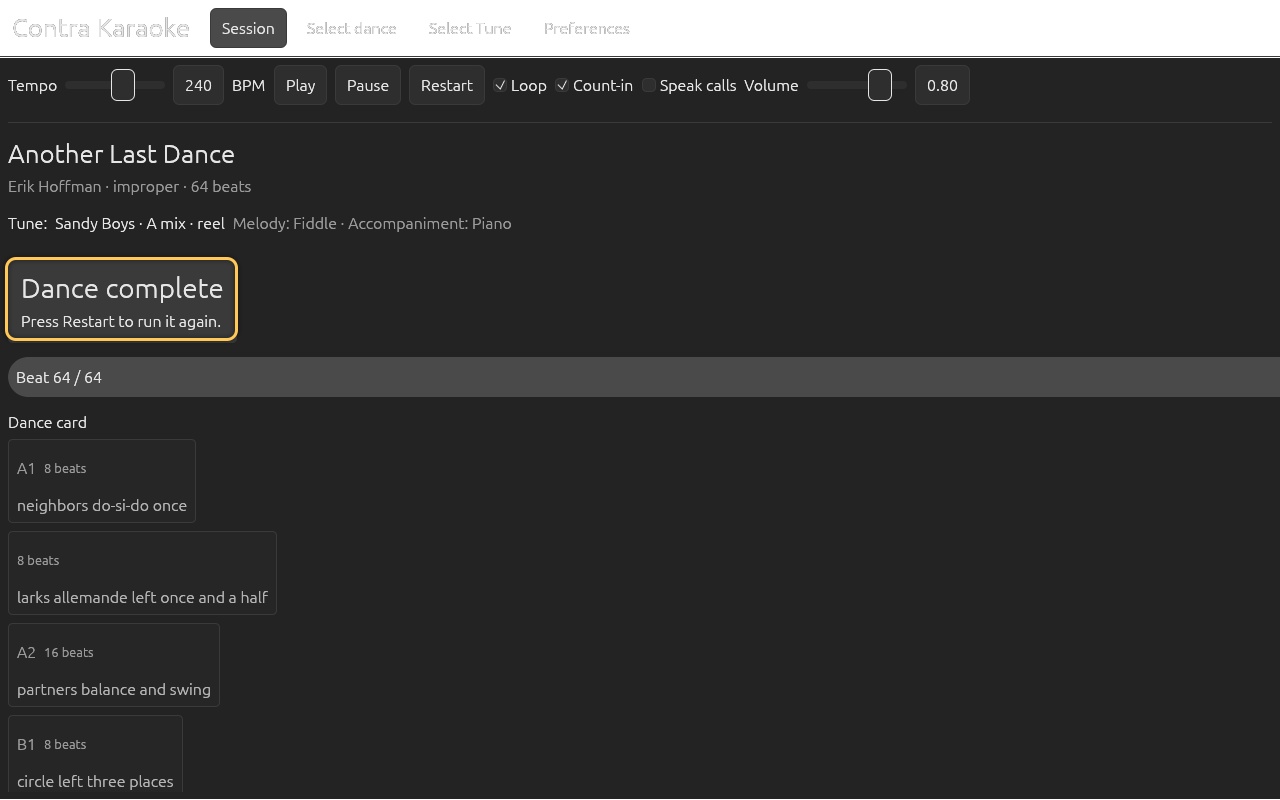 Contra Karaoke Session Select dance Select Tune Preferences
Tempo 240 BPM Play Pause Restart Loop Count-in Speak calls Volume 0.80
Another Last Dance
Erik Hoffman · improper · 64 beats
Tune: Sandy Boys · A mix · reel Melody: Fiddle · Accompaniment: Piano
Dance complete
Press Restart to run it again.
Beat 64 / 64
Dance card
A1 8 beats
neighbors do-si-do once
8 beats
larks allemande left once and a half
A2 16 beats
partners balance and swing
B1 8 beats
circle left three places